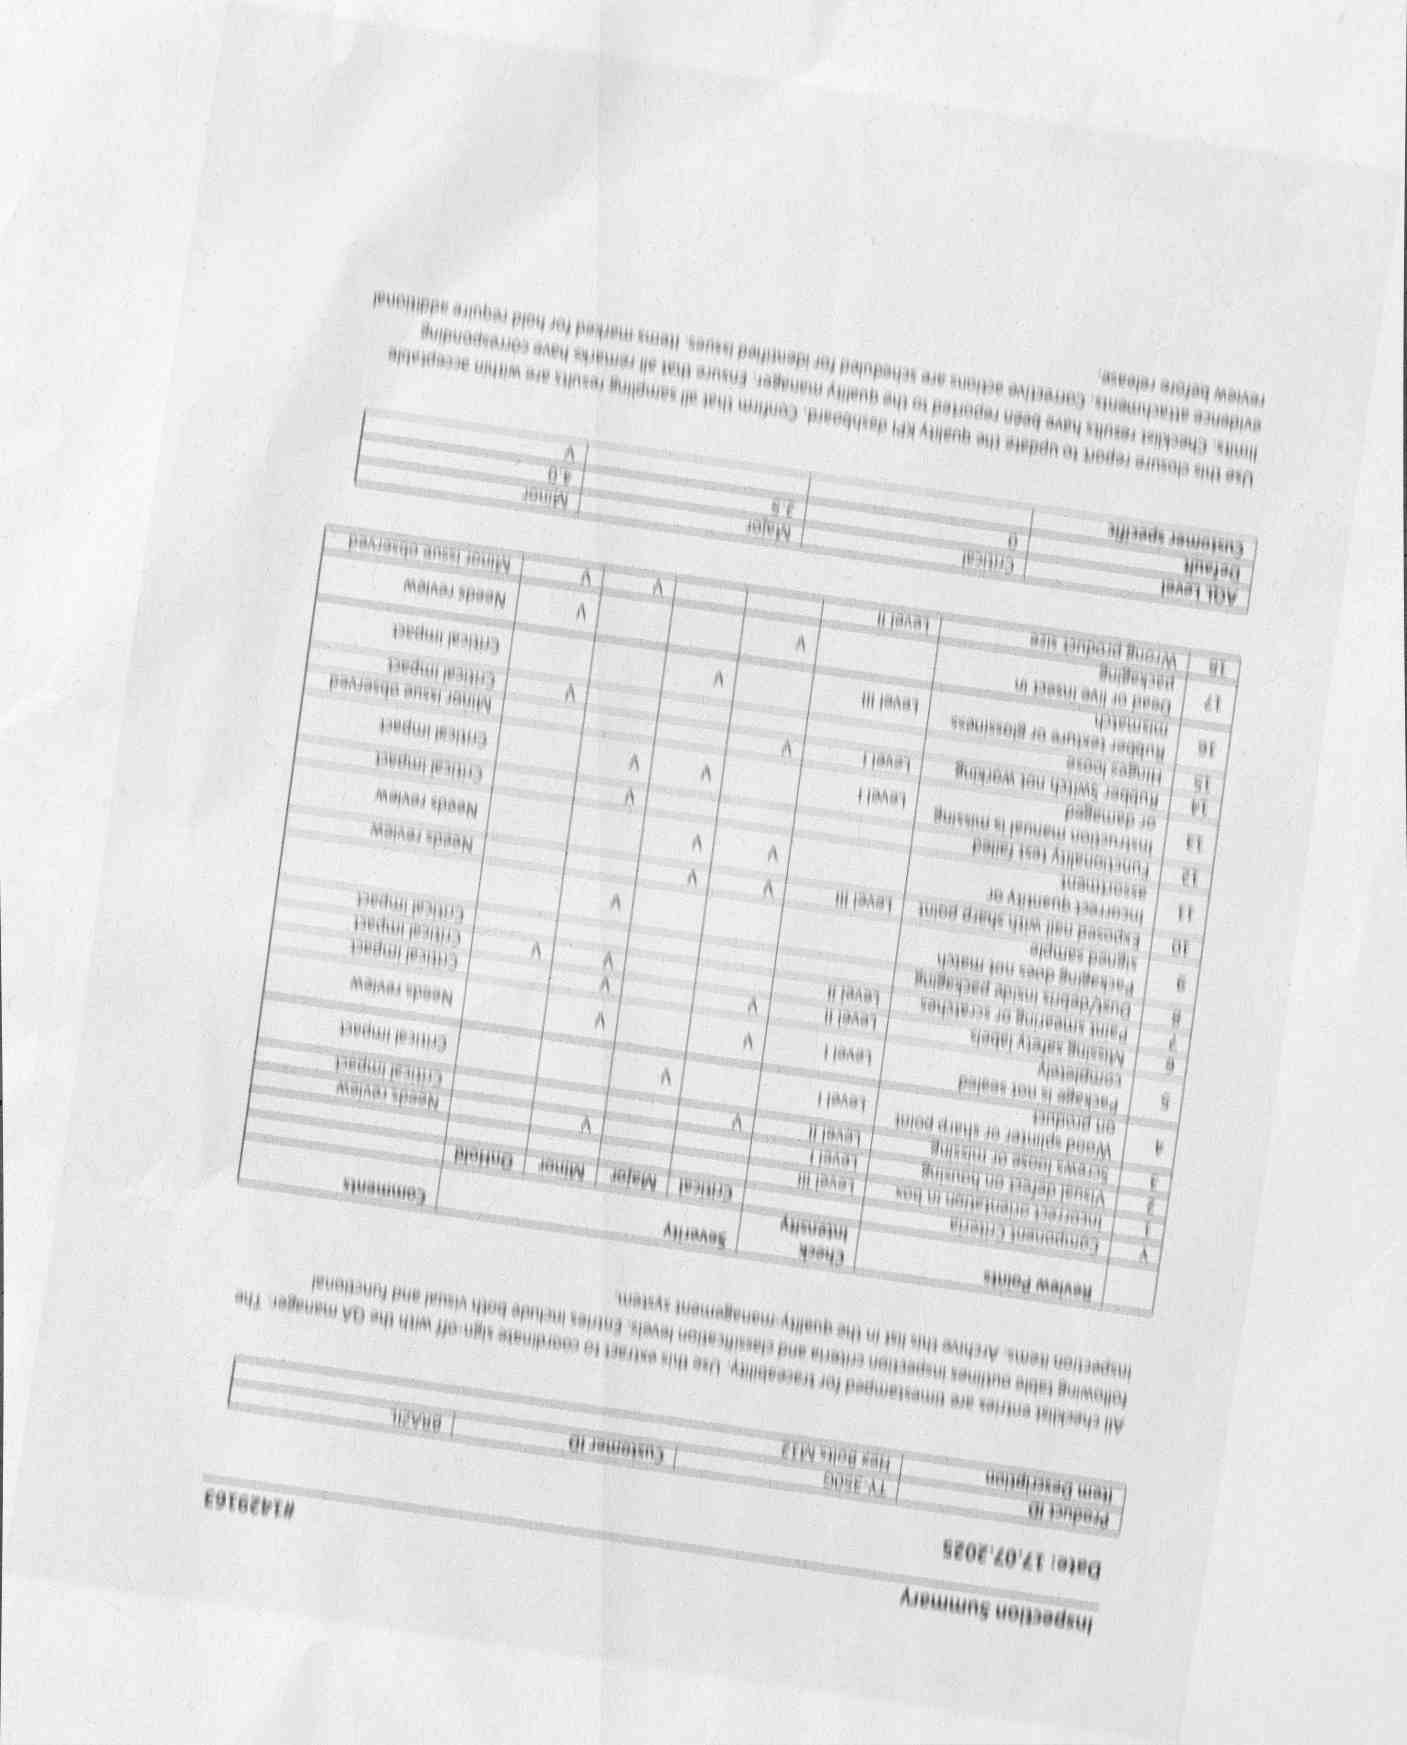 Inspection Summary
Date: 17.07.2025 #1429163
Product ID TY-350G Customer ID BRAZIL
Item Description Hex Bolts M12
All checklist entries are timestamped for traceability. Use this extract to coordinate sign-off with the QA manager. The
following table outlines inspection criteria and classification levels. Entries include both visual and functional
inspection items. Archive this list in the quality-management system.
Review Points Check Intensity Severity Comments
V Component Criteria Critical Major Minor OnHold
1 Incorrect orientation in box Level III
2 Visual defect on housing Level I V Needs review
3 Screws loose or missing Level II V Critical impact
4 Wood splinter or sharp point Level I V Critical impact
on product
5 Package is not sealed Level I V V Needs review
completely
6 Missing safety labels Level II V V Critical impact
7 Paint smearing or scratches Level II V V Critical impact
8 Dust/debris inside packaging Critical impact
9 Packaging does not match V
signed sample
10 Exposed nail with sharp point Level III V V Needs review
11 Incorrect quantity or V V Needs review
assortment
12 Functionality test failed V Critical impact
13 Instruction manual is missing Level I V V Critical impact
or damaged
14 Rubber Switch not working Level I V Minor issue observed
15 Hinges loose V Critical impact
16 Rubber texture or glossiness Level III V Critical impact
mismatch
17 Dead or live insect in V V Needs review
packaging
18 Wrong product size Level II V V Minor issue observed
AQL Level Critical Major Minor
Default 0 2.5 4.0
Customer specific V
Use this closure report to update the quality KPI dashboard. Confirm that all sampling results are within acceptable
limits. Checklist results have been reported to the quality manager. Ensure that all remarks have corresponding
evidence attachments. Corrective actions are scheduled for identified issues. Items marked for hold require additional
review before release.